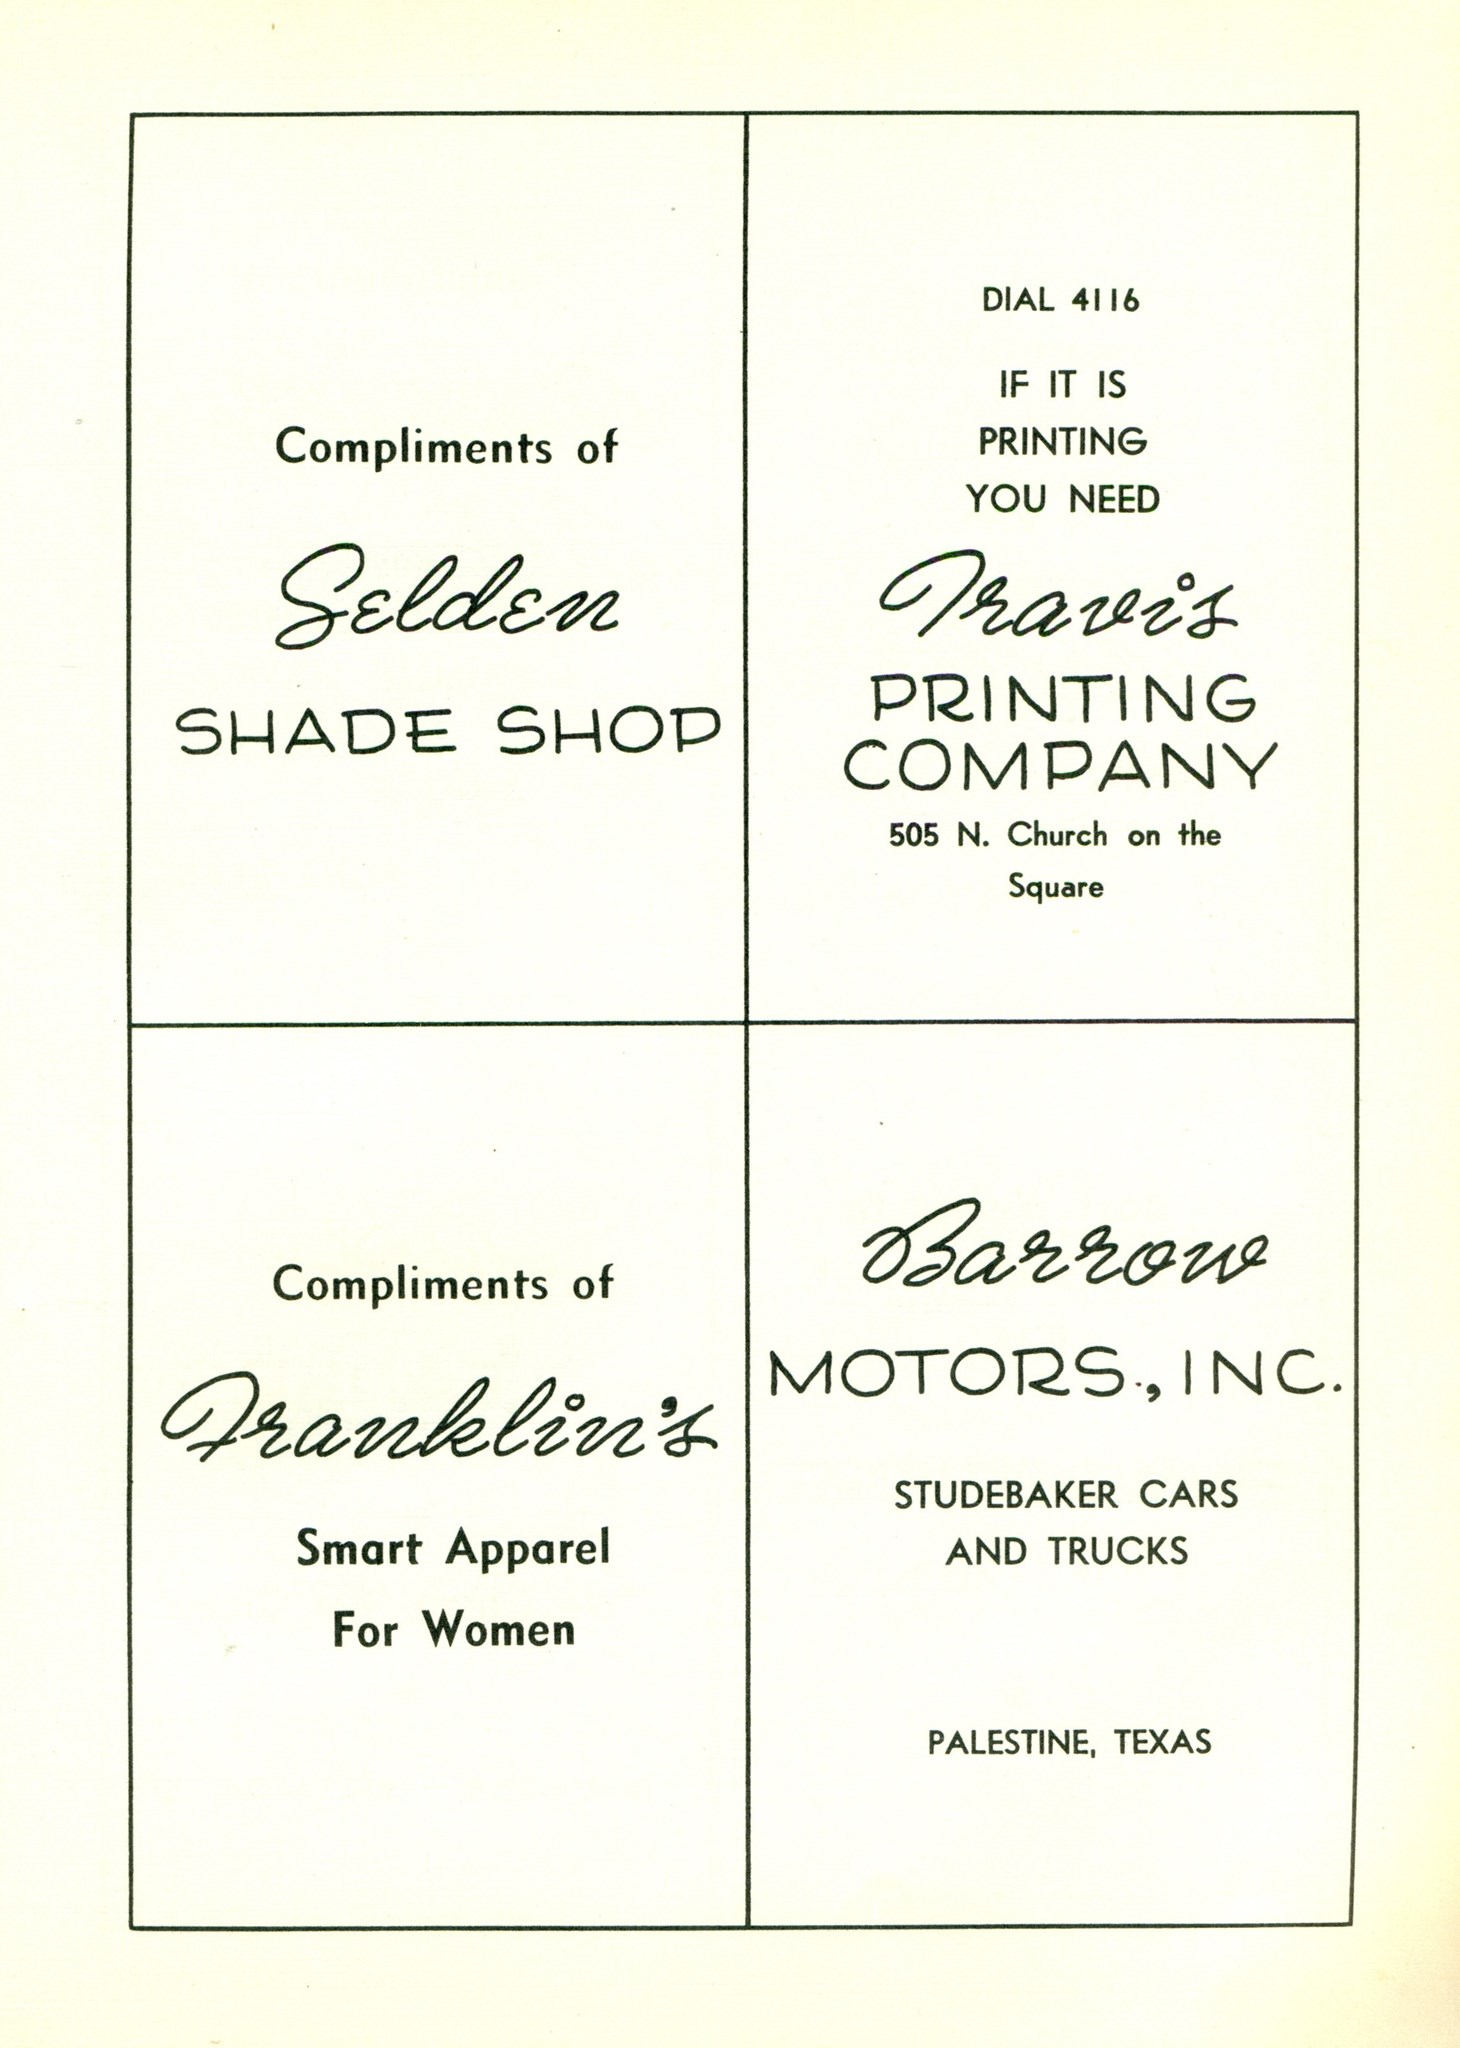 Compliments of
Selden
SHADE SHOP
DIAL 4116
IF IT IS
PRINTING
YOU NEED
Travis
PRINTING
COMPANY
505 N. Church on the
Square
Compliments of
Franklin's
Smart Apparel
For Women
Barrow
MOTORS., INC.
STUDEBAKER CARS
AND TRUCKS
PALESTINE, TEXAS